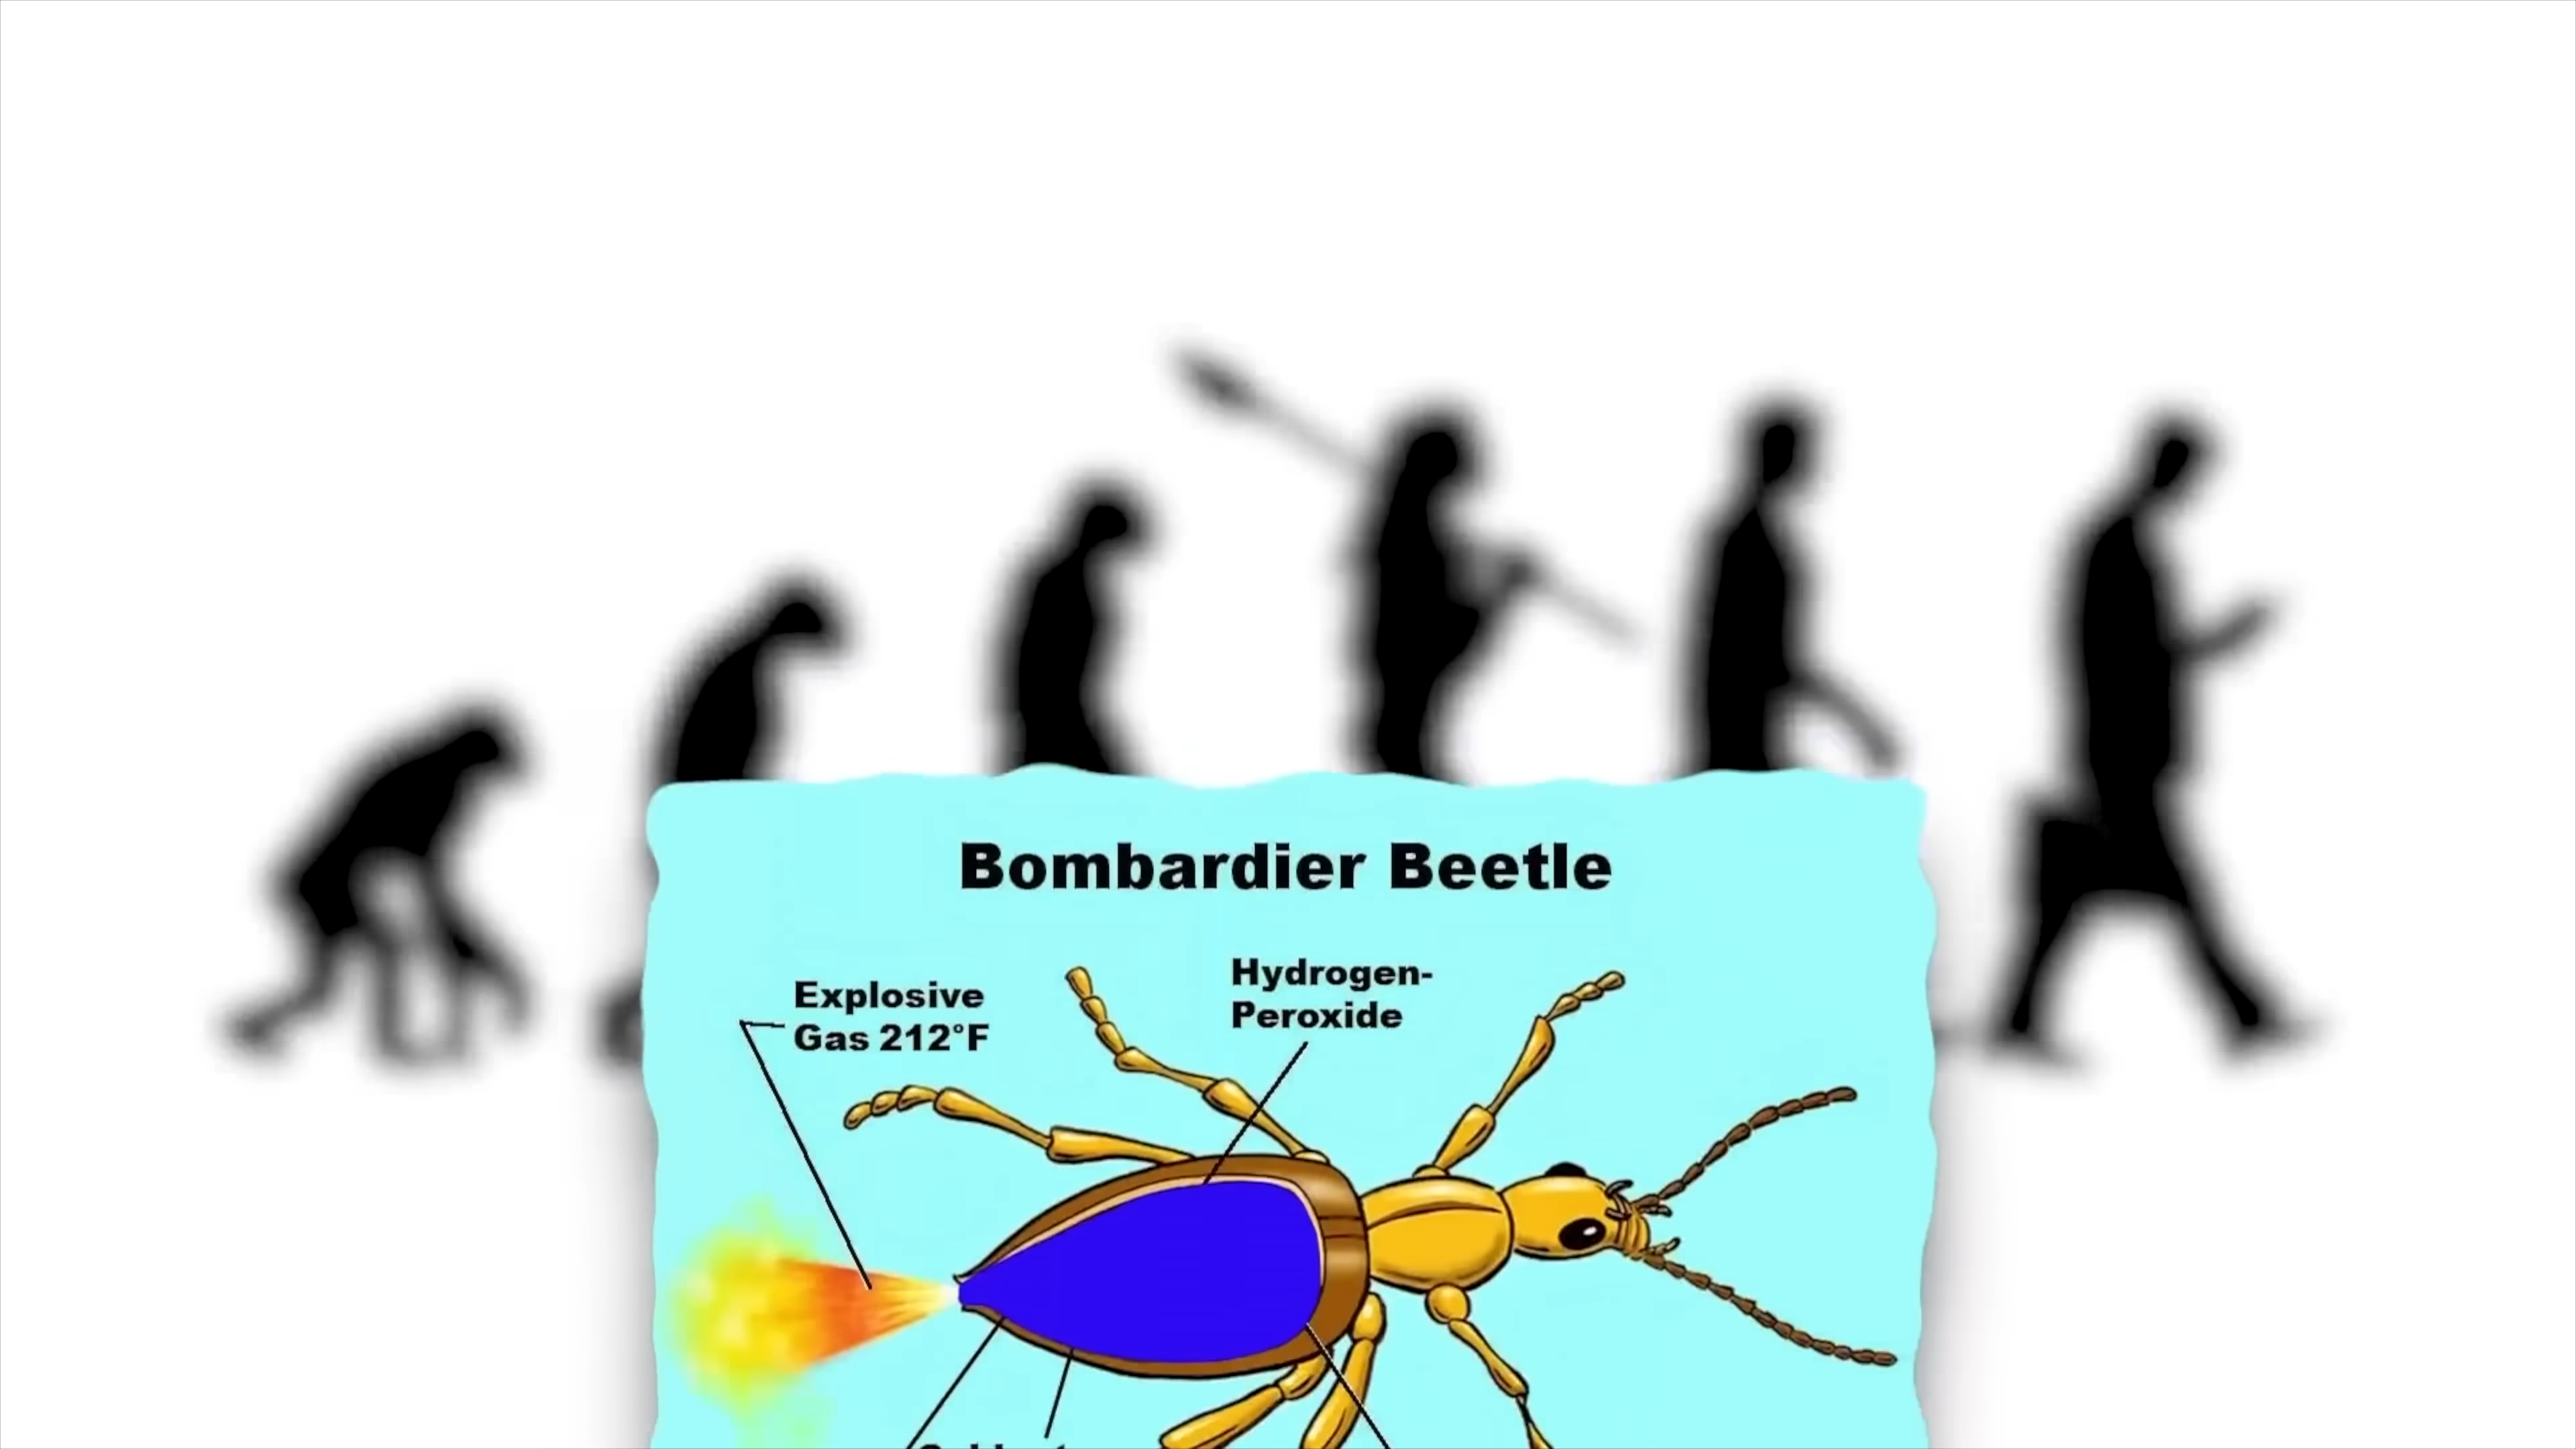 Bombardier Beetle
Hydrogen-
Peroxide
Explosive
Gas 212°F